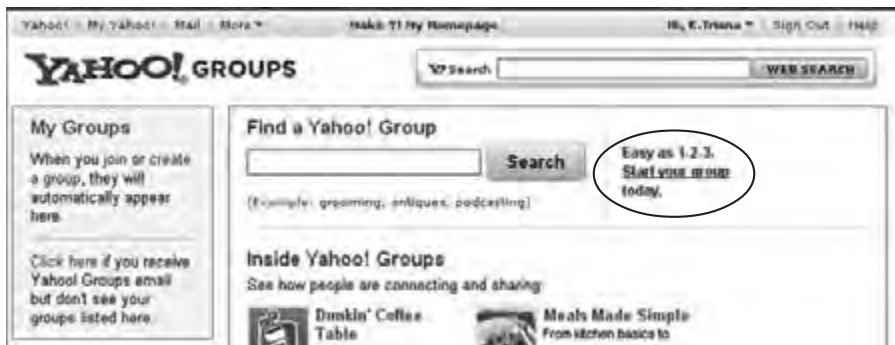 Yahoo! My Yahoo! Mail More Make Y! My Homepage Hi, K.Triana Sign Out Help
YAHOO! GROUPS
Y! Search WEB SEARCH
My Groups
When you join or create
a group, they will
automatically appear
here.
Click here if you receive
Yahoo! Groups email
but don't see your
groups listed here.
Find a Yahoo! Group
Search
(Example: grooming, antiques, podcasting)
Easy as 1-2-3.
Start your group
today.
Inside Yahoo! Groups
See how people are connecting and sharing
Dunkin' Coffee
Table
Meals Made Simple
From kitchen basics to